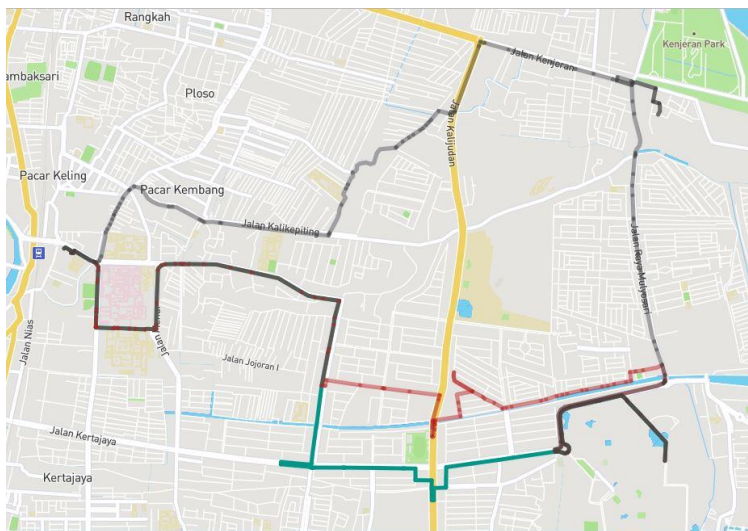 Rangkah
Jalan Kenjeran
Kenjeran Park
ambaksari
Ploso
Jalan Kalijudan
Pacar Keling
Pacar Kembang
Jalan Kalikepiting
Jalan Raya Mulyosari
Jalan Nias
Jalan
Jalan Jojoran I
Jalan Kertajaya
Kertajaya